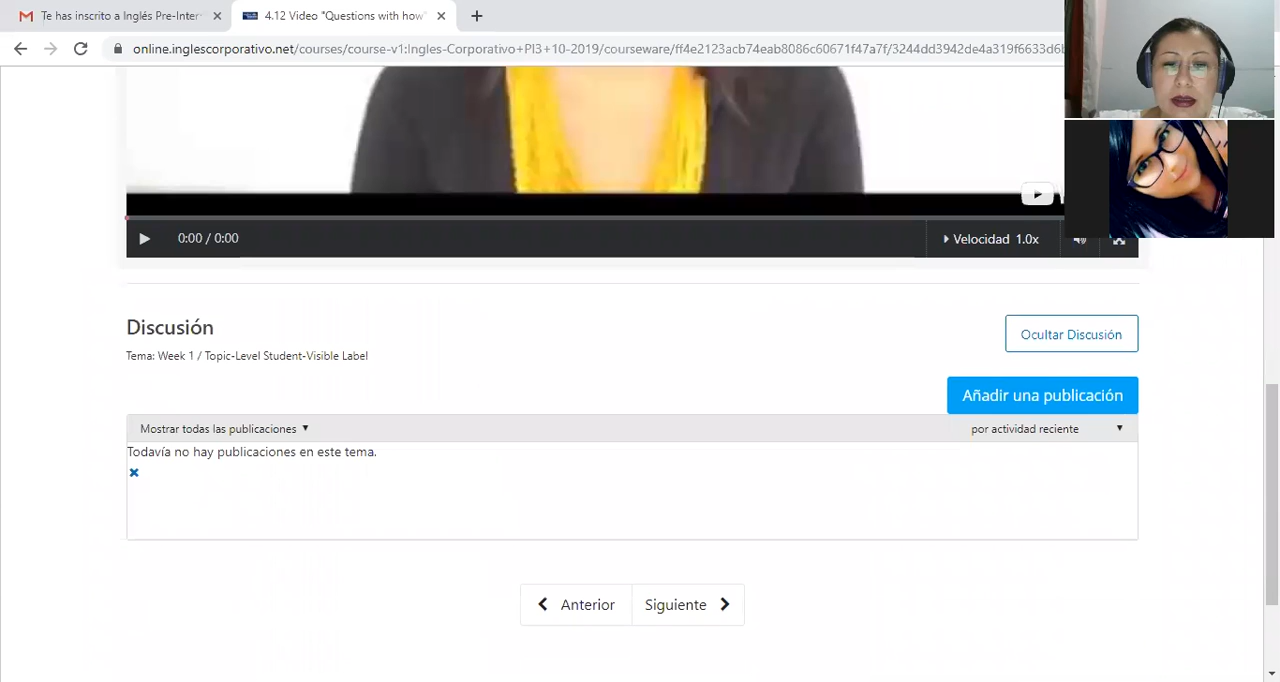 Te has inscrito a Inglés Pre-Inter
4.12 Video "Questions with how"
online.inglescorporativo.net/courses/course-v1:Ingles-Corporativo+PI3+10-2019/courseware/ff4e2123acb74eab8086c60671f47a7f/3244dd3942de4a319f6633d6b
0:00 / 0:00
Velocidad 1.0x
Discusión
Ocultar Discusión
Tema: Week 1 / Topic-Level Student-Visible Label
Añadir una publicación
Mostrar todas las publicaciones
por actividad reciente
Todavía no hay publicaciones en este tema.
Anterior
Siguiente